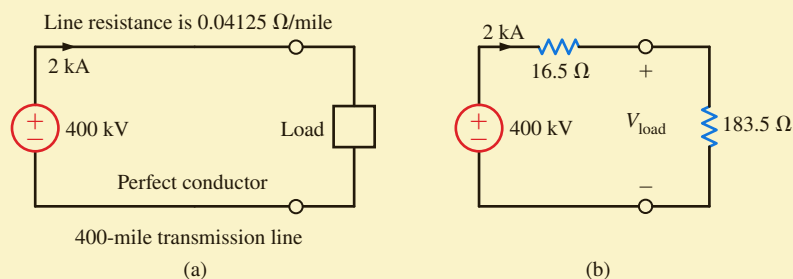 Line resistance is 0.04125 Ω/mile
2 kA
+
−
400 kV
Load
Perfect conductor
400-mile transmission line
(a)
2 kA
16.5 Ω
+
+
−
400 kV
V_load
183.5 Ω
−
(b)